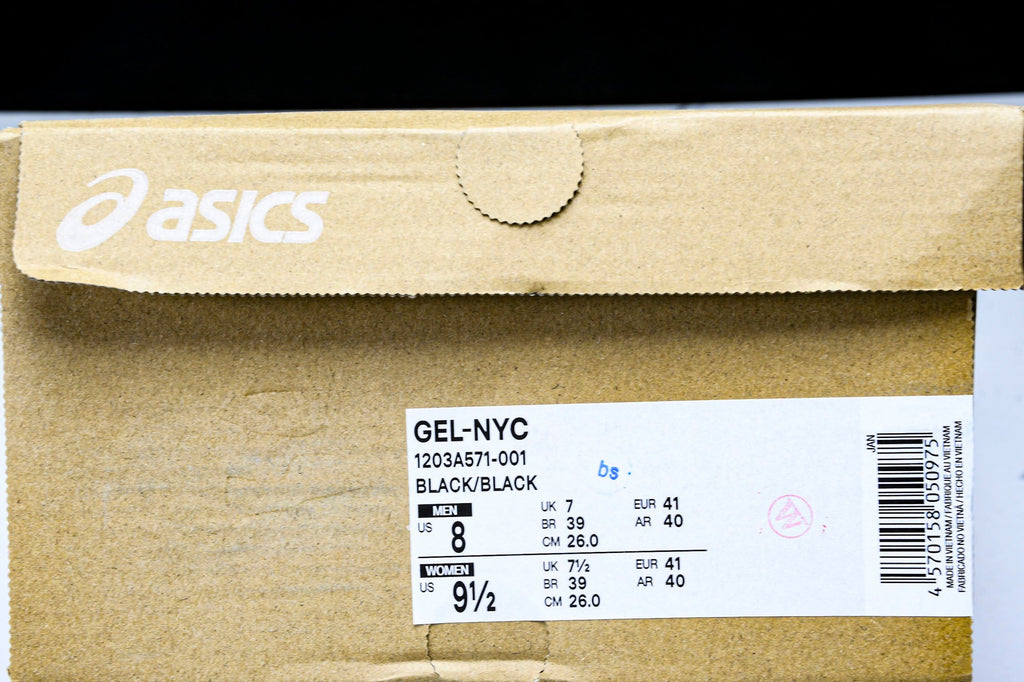 asics
GEL-NYC
1203A571-001
BLACK/BLACK
bs
MEN
US 8
UK 7 EUR 41
BR 39 AR 40
CM 26.0
WOMEN
US 9½
UK 7½ EUR 41
BR 39 AR 40
CM 26.0
JAN
4 570158 050975
MADE IN VIETNAM / FABRIQUE AU VIETNAM
FABRICADO NO VIETNÃ / HECHO EN VIETNAM